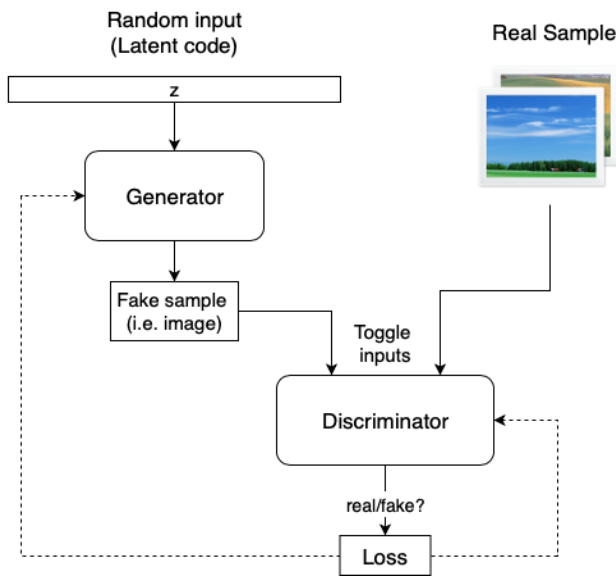 Random input
(Latent code)
Real Sample
z
Generator
Fake sample
(i.e. image)
Toggle
inputs
Discriminator
real/fake?
Loss